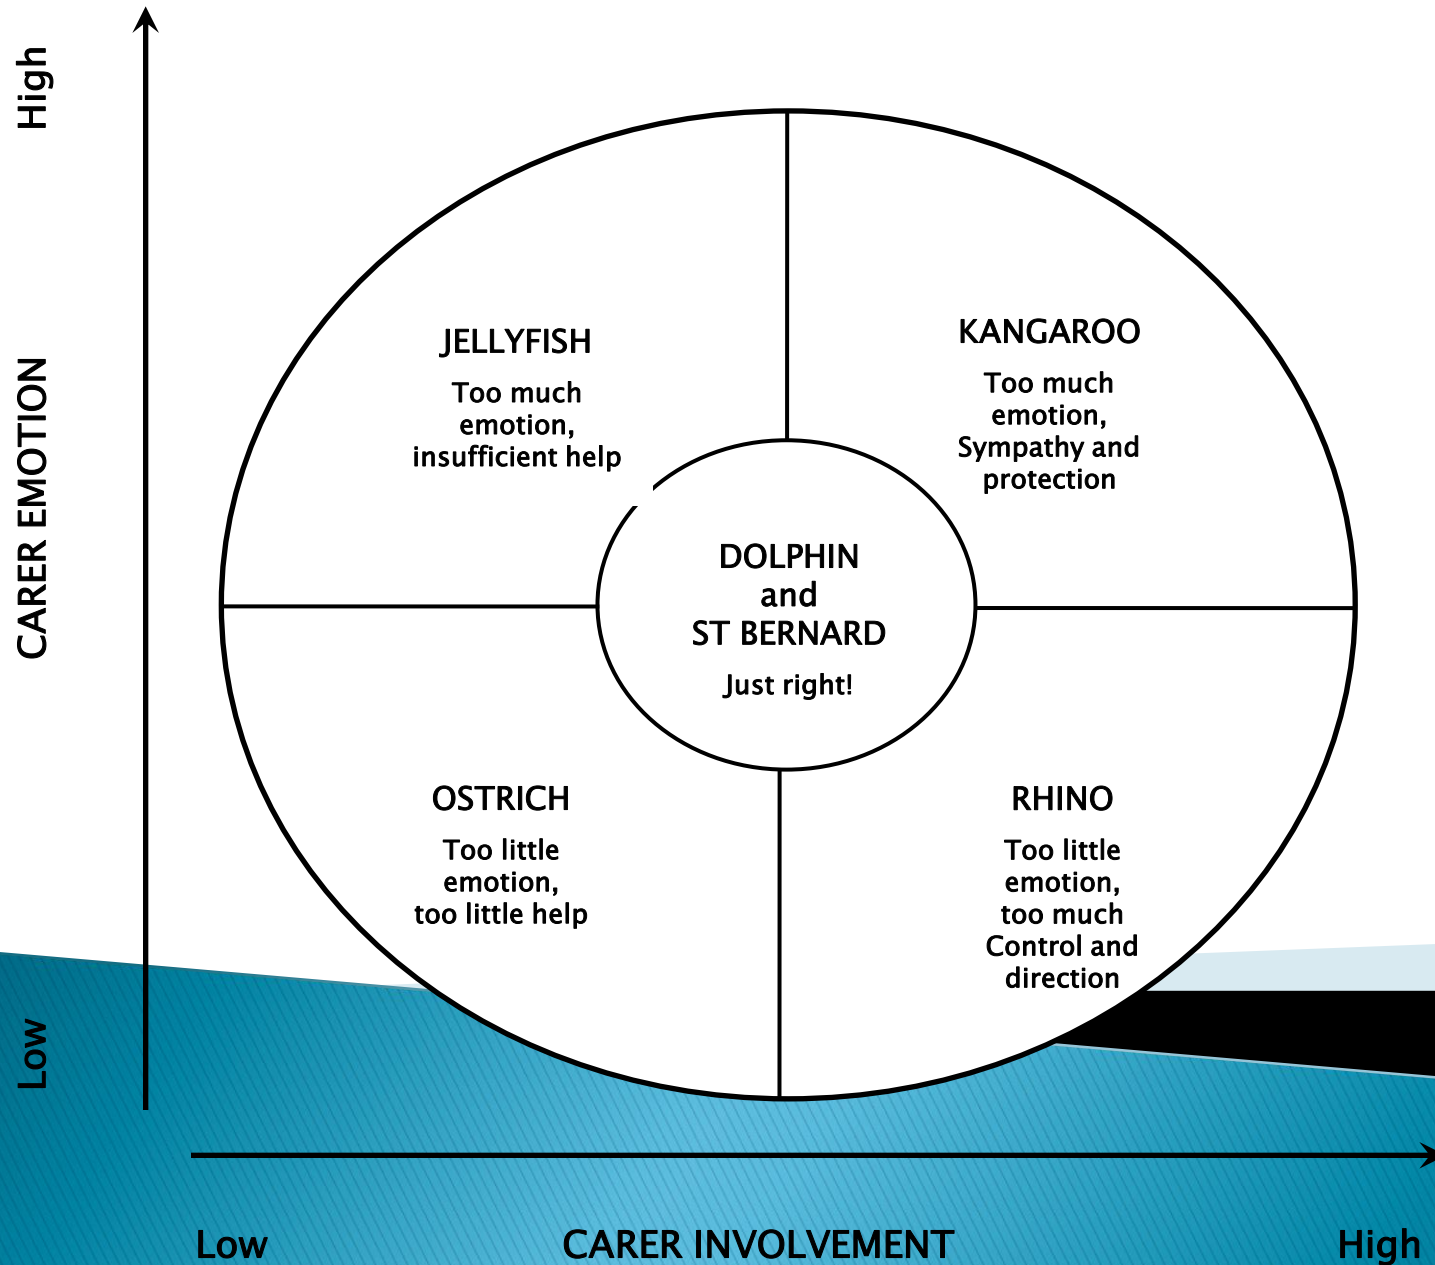 High
CARER EMOTION
Low
JELLYFISH
Too much
emotion,
insufficient help
KANGAROO
Too much
emotion,
Sympathy and
protection
DOLPHIN
and
ST BERNARD
Just right!
OSTRICH
Too little
emotion,
too little help
RHINO
Too little
emotion,
too much
Control and
direction
Low
CARER INVOLVEMENT
High